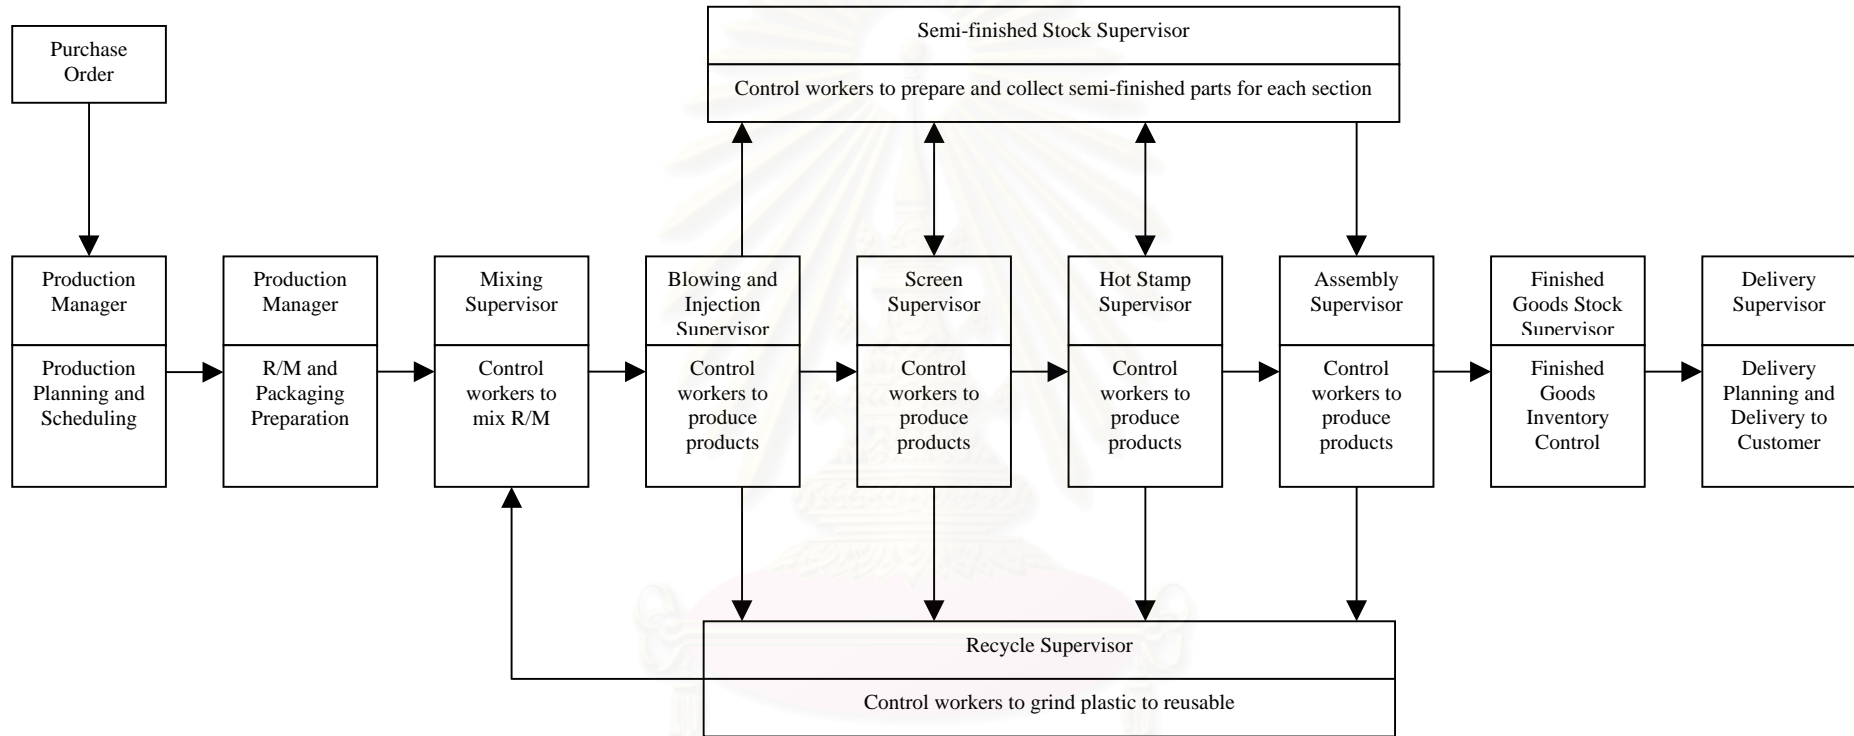 Purchase
Order
Semi-finished Stock Supervisor
Control workers to prepare and collect semi-finished parts for each section
Production
Manager
Production
Planning and
Scheduling
Production
Manager
R/M and
Packaging
Preparation
Mixing
Supervisor
Control
workers to
mix R/M
Blowing and
Injection
Supervisor
Control
workers to
produce
products
Screen
Supervisor
Control
workers to
produce
products
Hot Stamp
Supervisor
Control
workers to
produce
products
Assembly
Supervisor
Control
workers to
produce
products
Finished
Goods Stock
Supervisor
Finished
Goods
Inventory
Control
Delivery
Supervisor
Delivery
Planning and
Delivery to
Customer
Recycle Supervisor
Control workers to grind plastic to reusable